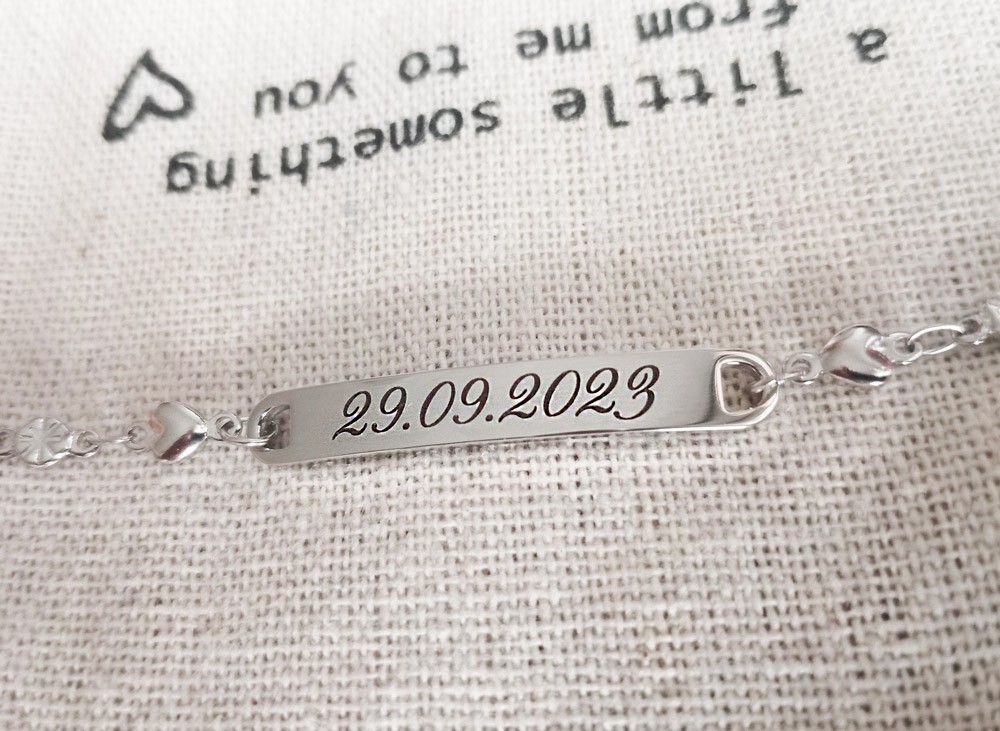 a little something
from me to you
29.09.2023